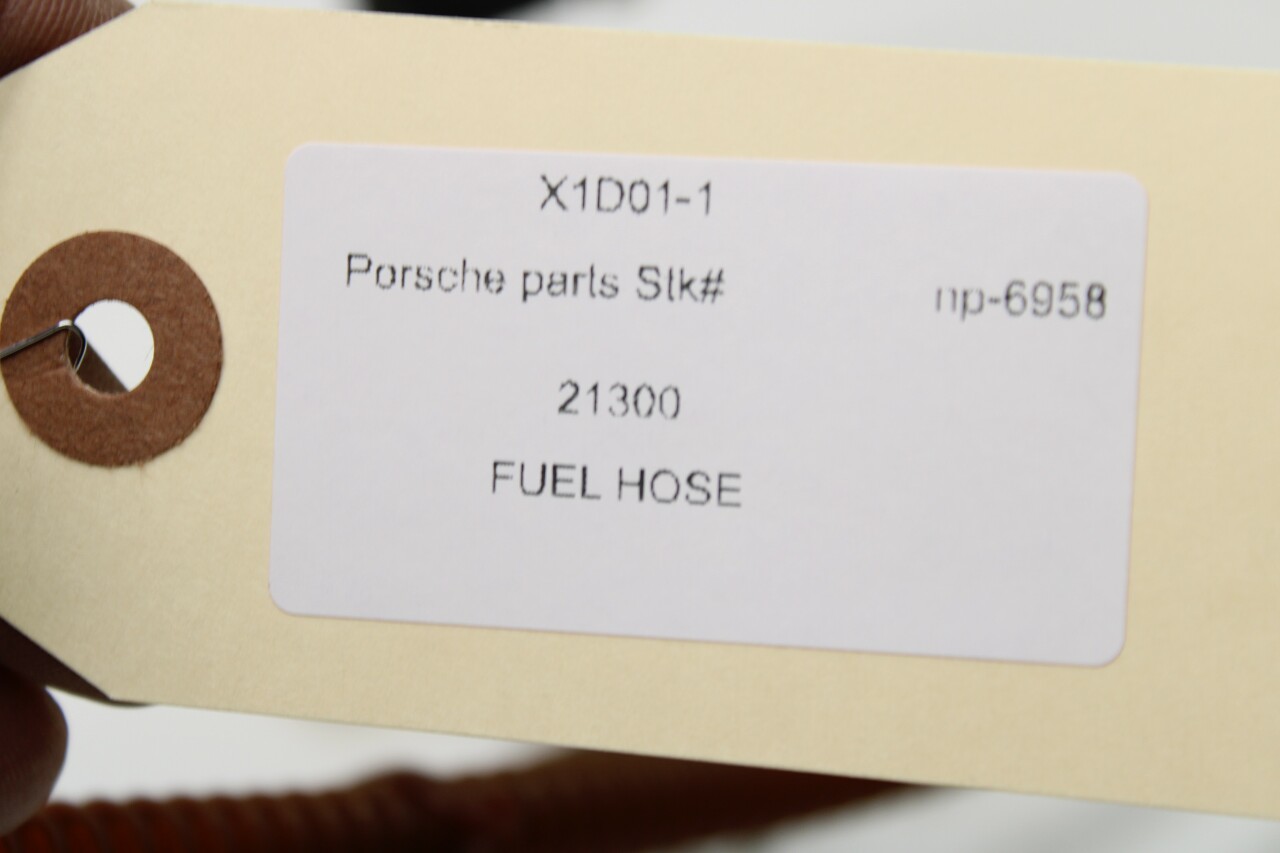 X1D01-1
Porsche parts Stk# np-6958
21300
FUEL HOSE